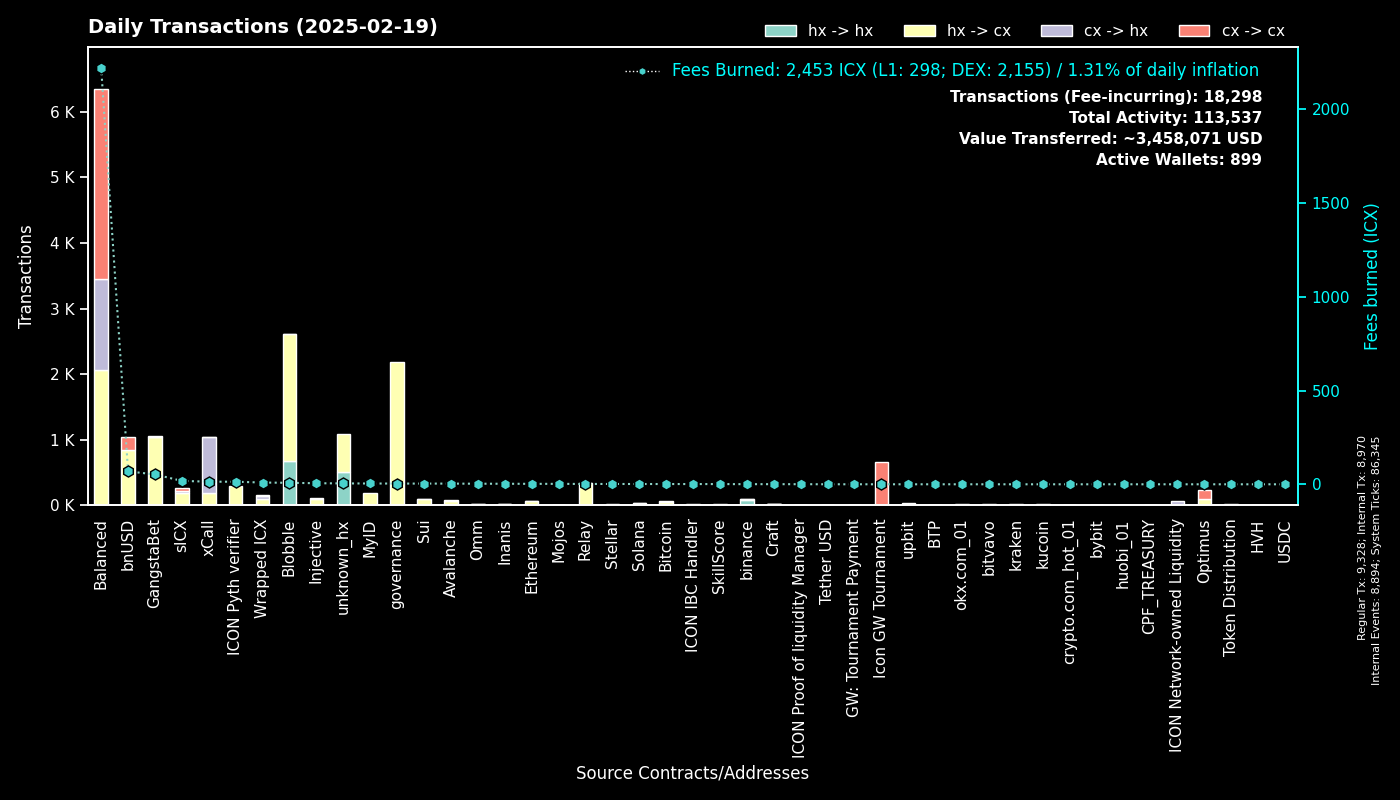 Daily Transactions (2025-02-19)
hx -> hx
hx -> cx
cx -> hx
cx -> cx
Fees Burned: 2,453 ICX (L1: 298; DEX: 2,155) / 1.31% of daily inflation
Transactions (Fee-incurring): 18,298
Total Activity: 113,537
Value Transferred: ~3,458,071 USD
Active Wallets: 899
Transactions
6 K
5 K
4 K
3 K
2 K
1 K
0 K
2000
1500
1000
500
0
Fees burned (ICX)
Balanced
bnUSD
GangstaBet
sICX
xCall
ICON Pyth verifier
Wrapped ICX
Blobble
Injective
unknown_hx
MyID
governance
Sui
Avalanche
Omm
Inanis
Ethereum
Mojos
Relay
Stellar
Solana
Bitcoin
ICON IBC Handler
SkillScore
binance
Craft
ICON Proof of liquidity Manager
Tether USD
GW: Tournament Payment
Icon GW Tournament
upbit
BTP
okx.com_01
bitvavo
kraken
kucoin
crypto.com_hot_01
bybit
huobi_01
CPF_TREASURY
ICON Network-owned Liquidity
Optimus
Token Distribution
HVH
USDC
Source Contracts/Addresses
Regular Tx: 9,328; Internal Tx: 8,970
Internal Events: 8,894; System Ticks: 86,345